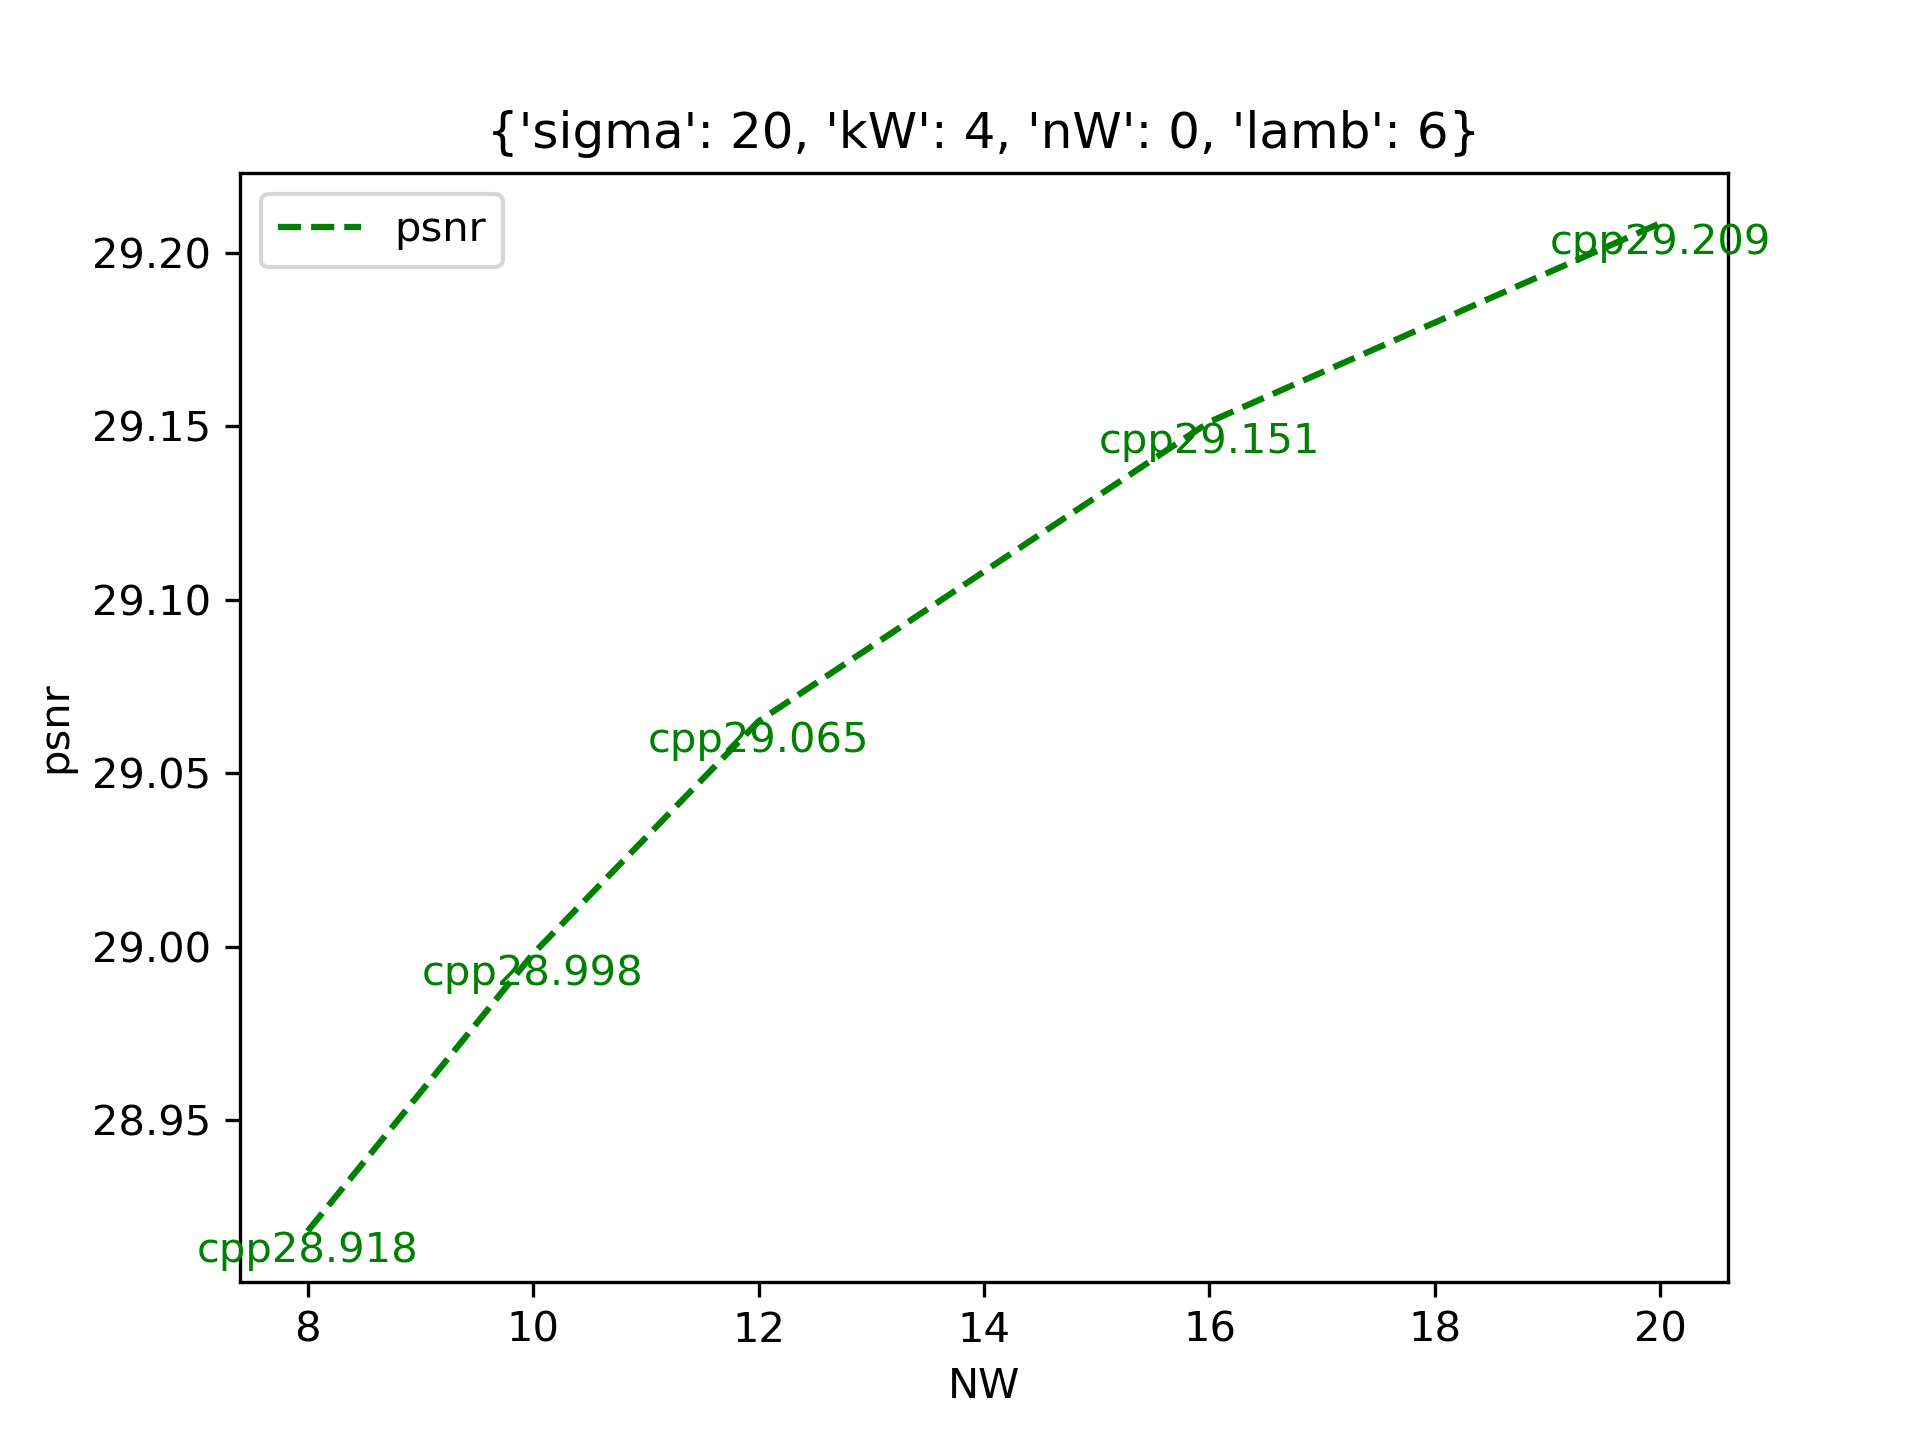 {'sigma': 20, 'kW': 4, 'nW': 0, 'lamb': 6}
psnr
29.20
29.15
29.10
29.05
29.00
28.95
psnr
cpp29.209
cpp29.151
cpp29.065
cpp28.998
cpp28.918
8 10 12 14 16 18 20
NW